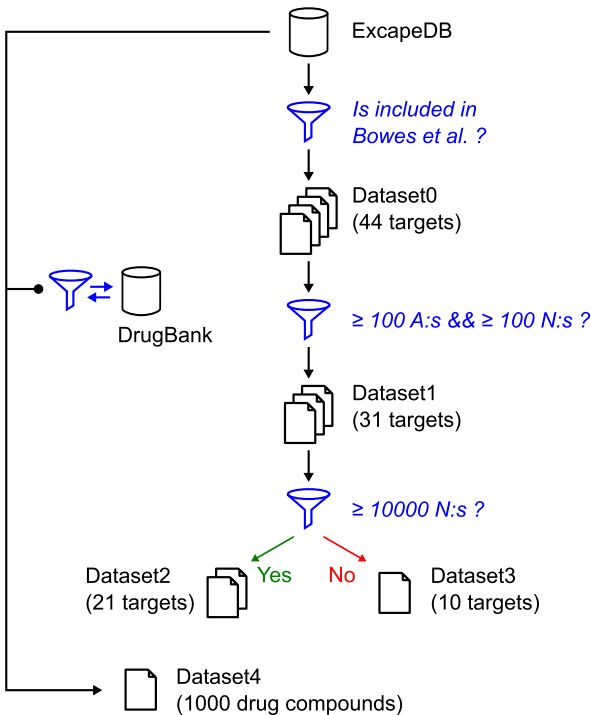 ExcapeDB
Is included in
Bowes et al. ?
Dataset0
(44 targets)
DrugBank
≥ 100 A:s && ≥ 100 N:s ?
Dataset1
(31 targets)
≥ 10000 N:s ?
Yes
No
Dataset2
(21 targets)
Dataset3
(10 targets)
Dataset4
(1000 drug compounds)